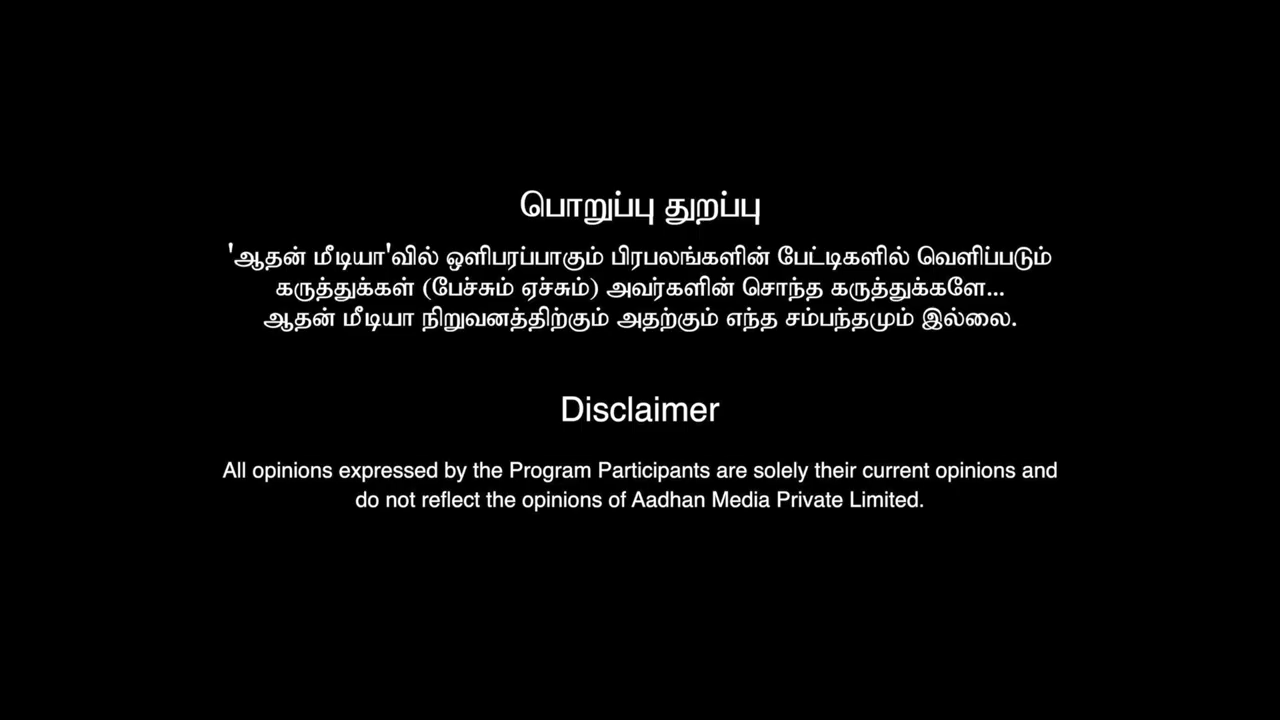 பொறுப்பு துறப்பு
'ஆதன் மீடியா'வில் ஒளிபரப்பாகும் பிரபலங்களின் பேட்டிகளில் வெளிப்படும்
கருத்துக்கள் (பேச்சும் ஏச்சும்) அவர்களின் சொந்த கருத்துக்களே...
ஆதன் மீடியா நிறுவனத்திற்கும் அதற்கும் எந்த சம்பந்தமும் இல்லை.
Disclaimer
All opinions expressed by the Program Participants are solely their current opinions and
do not reflect the opinions of Aadhan Media Private Limited.